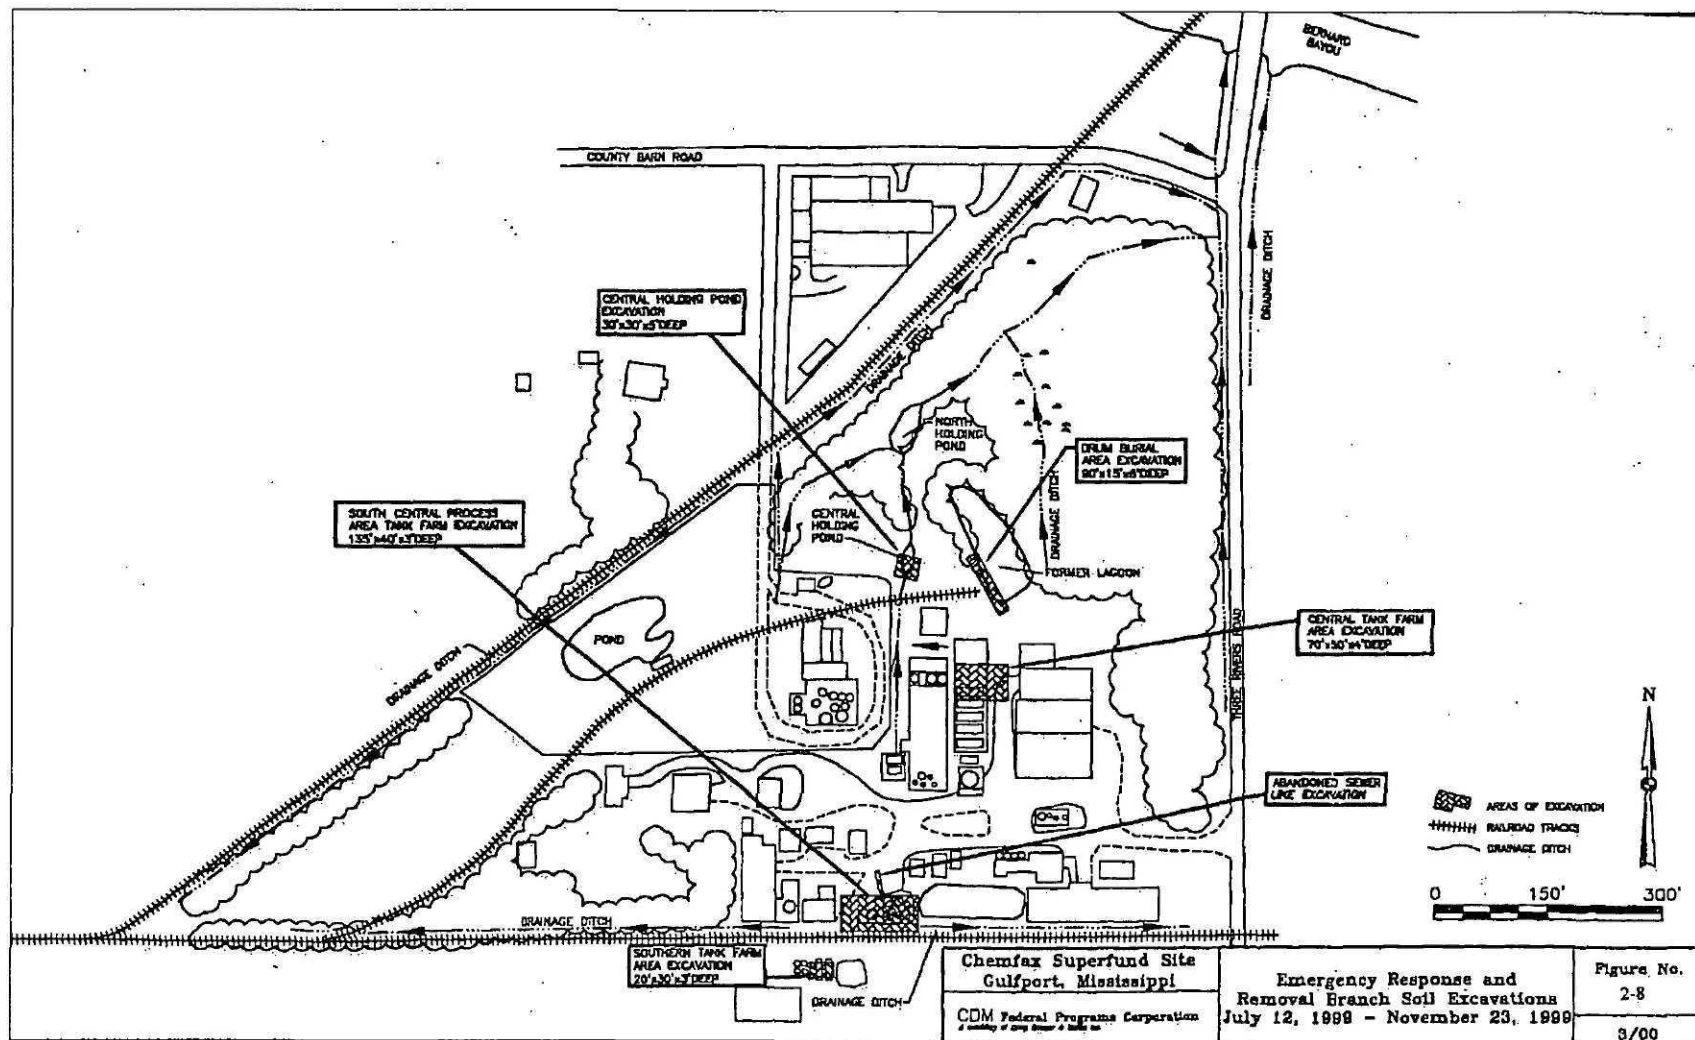 BERNARD
BAYOU
COUNTY BARN ROAD
DRAINAGE DITCH
CENTRAL HOLDING POND
EXCAVATION
30'x30'x5'DEEP
DRAINAGE DITCH
NORTH
HOLDING
POND
DRUM BURIAL
AREA EXCAVATION
90'x15'x6'DEEP
SOUTH CENTRAL PROCESS
AREA TANK FARM EXCAVATION
135'x40'x3'DEEP
CENTRAL
HOLDING
POND
DRAINAGE DITCH
FORMER LAGOON
CENTRAL TANK FARM
AREA EXCAVATION
70'x50'x4'DEEP
POND
DRAINAGE DITCH
THREE RIVERS ROAD
N
ABANDONED SEWER
LINE EXCAVATION
AREAS OF EXCAVATION
RAILROAD TRACKS
DRAINAGE DITCH
0 150' 300'
DRAINAGE DITCH
SOUTHERN TANK FARM
AREA EXCAVATION
20'x30'x3'DEEP
DRAINAGE DITCH
Chemfax Superfund Site
Gulfport, Mississippi
CDM Federal Programs Corporation
Emergency Response and
Removal Branch Soil Excavations
July 12, 1999 - November 23, 1999
Figure No.
2-8
3/00